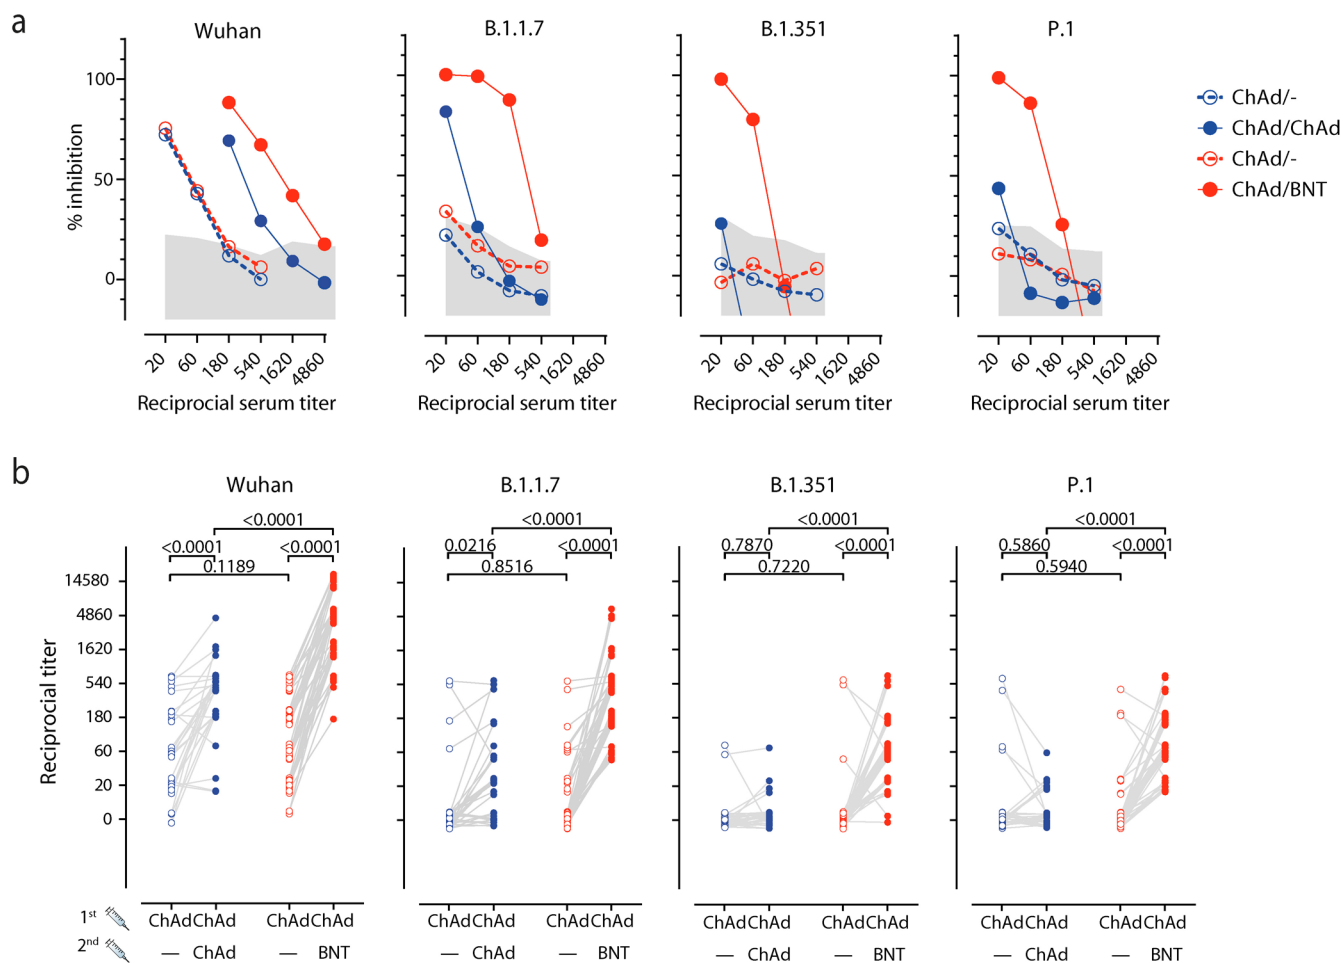 a
Wuhan B.1.1.7 B.1.351 P.1
% inhibition
100
50
0
20 60 180 540 1620 4860 20 60 180 540 1620 4860 20 60 180 540 1620 4860 20 60 180 540 1620 4860
Reciprocial serum titer Reciprocial serum titer Reciprocial serum titer Reciprocial serum titer
ChAd/-
ChAd/ChAd
ChAd/-
ChAd/BNT
b
Wuhan B.1.1.7 B.1.351 P.1
<0.0001 <0.0001 <0.0001 <0.0001
<0.0001 <0.0001 0.0216 <0.0001 0.7870 <0.0001 0.5860 <0.0001
0.1189 0.8516 0.7220 0.5940
Reciprocial titer
14580
4860
1620
540
180
60
20
0
1st ChAd ChAd ChAd ChAd ChAd ChAd ChAd ChAd ChAd ChAd ChAd ChAd ChAd ChAd ChAd ChAd
2nd — ChAd — BNT — ChAd — BNT — ChAd — BNT — ChAd — BNT